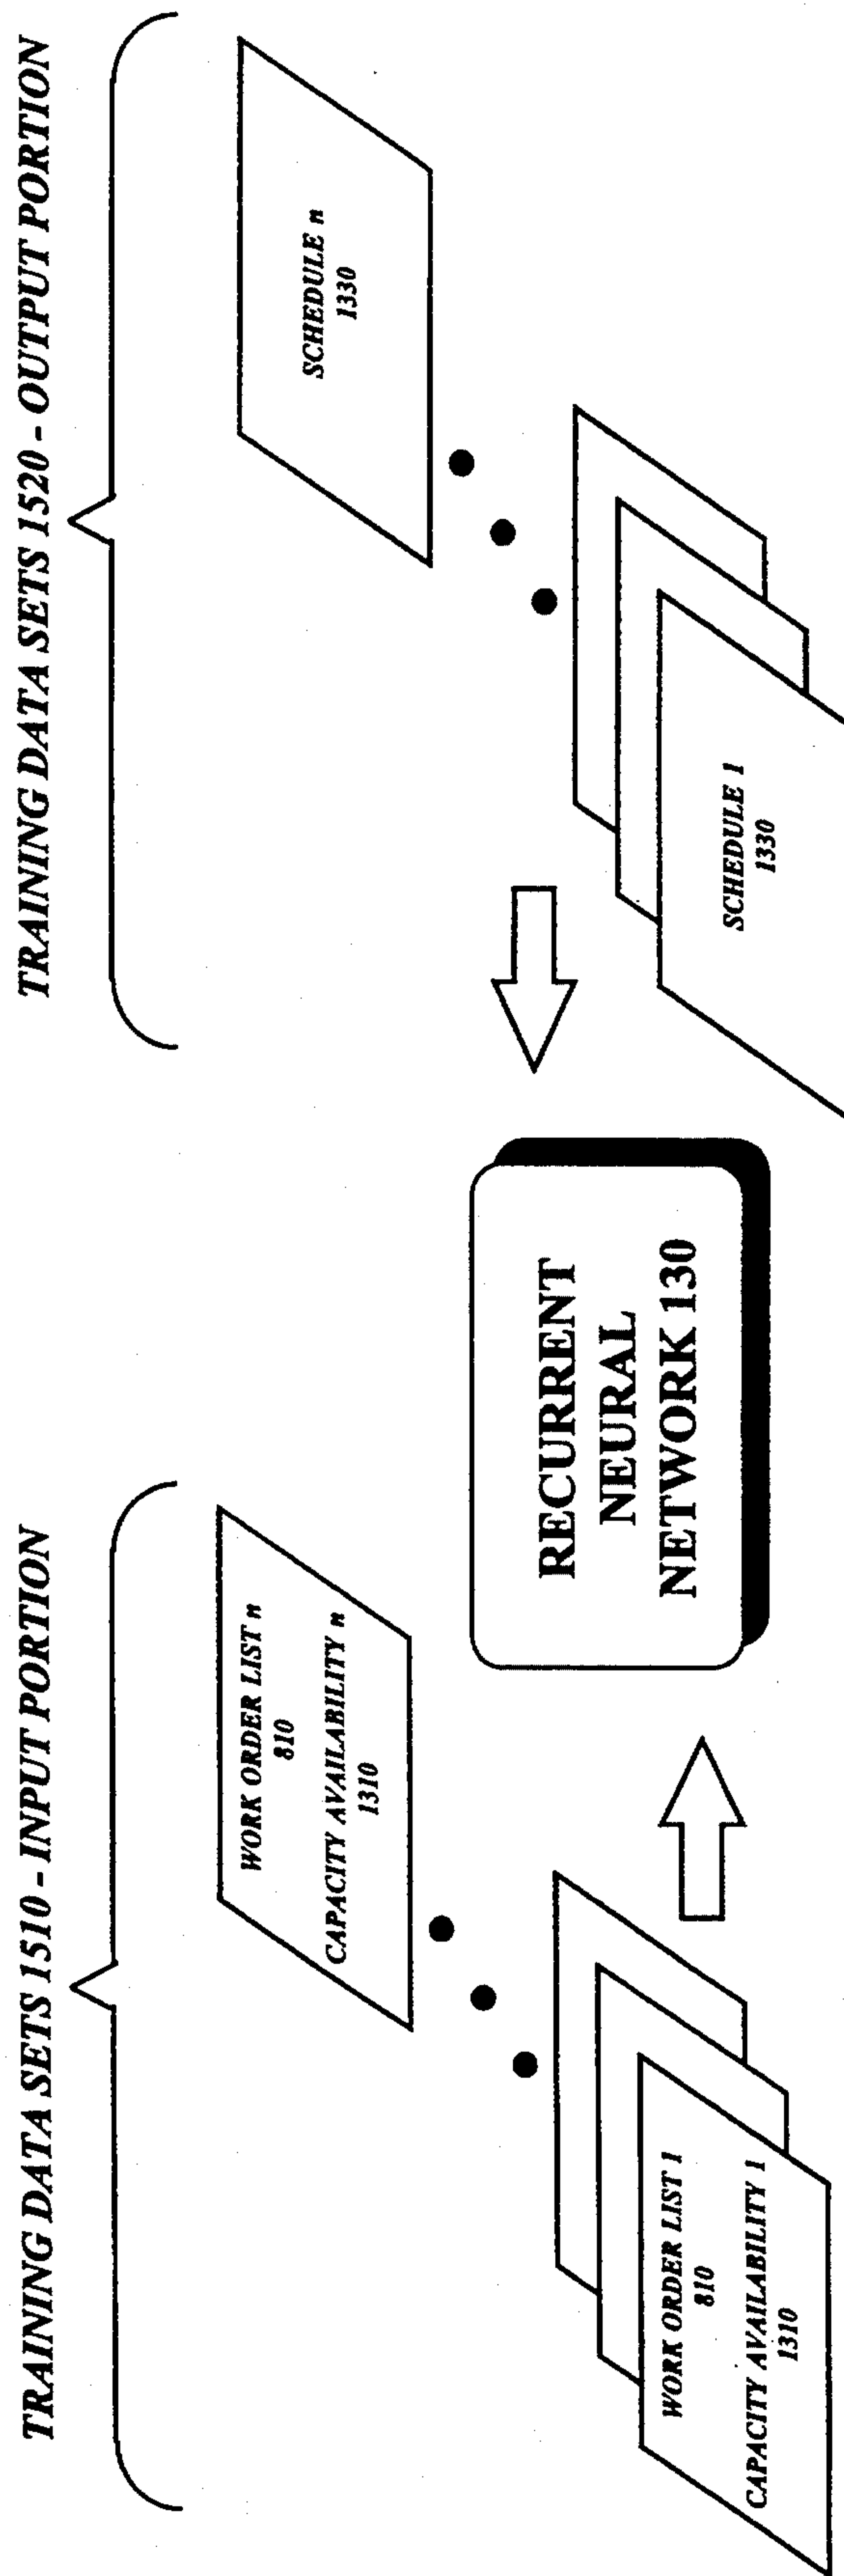 TRAINING DATA SETS 1510 - INPUT PORTION
WORK ORDER LIST n
810
CAPACITY AVAILABILITY n
1310
WORK ORDER LIST 1
810
CAPACITY AVAILABILITY 1
1310
RECURRENT
NEURAL
NETWORK 130
TRAINING DATA SETS 1520 - OUTPUT PORTION
SCHEDULE n
1330
SCHEDULE 1
1330